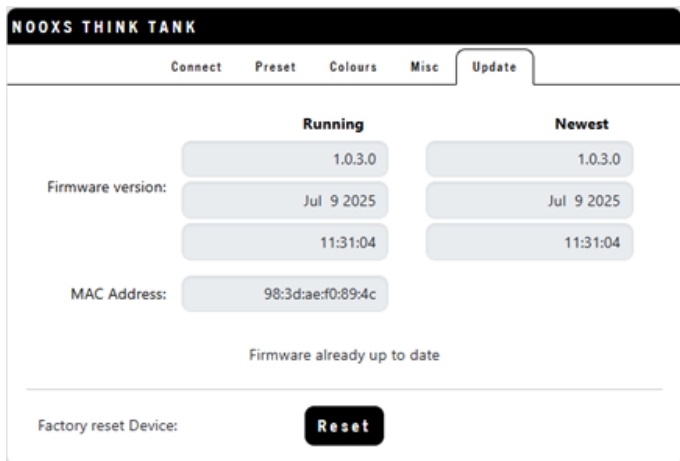 NOOXS THINK TANK
Connect Preset Colours Misc Update
Running Newest
1.0.3.0 1.0.3.0
Firmware version: Jul 9 2025 Jul 9 2025
11:31:04 11:31:04
MAC Address: 98:3d:ae:f0:89:4c
Firmware already up to date
Factory reset Device: Reset